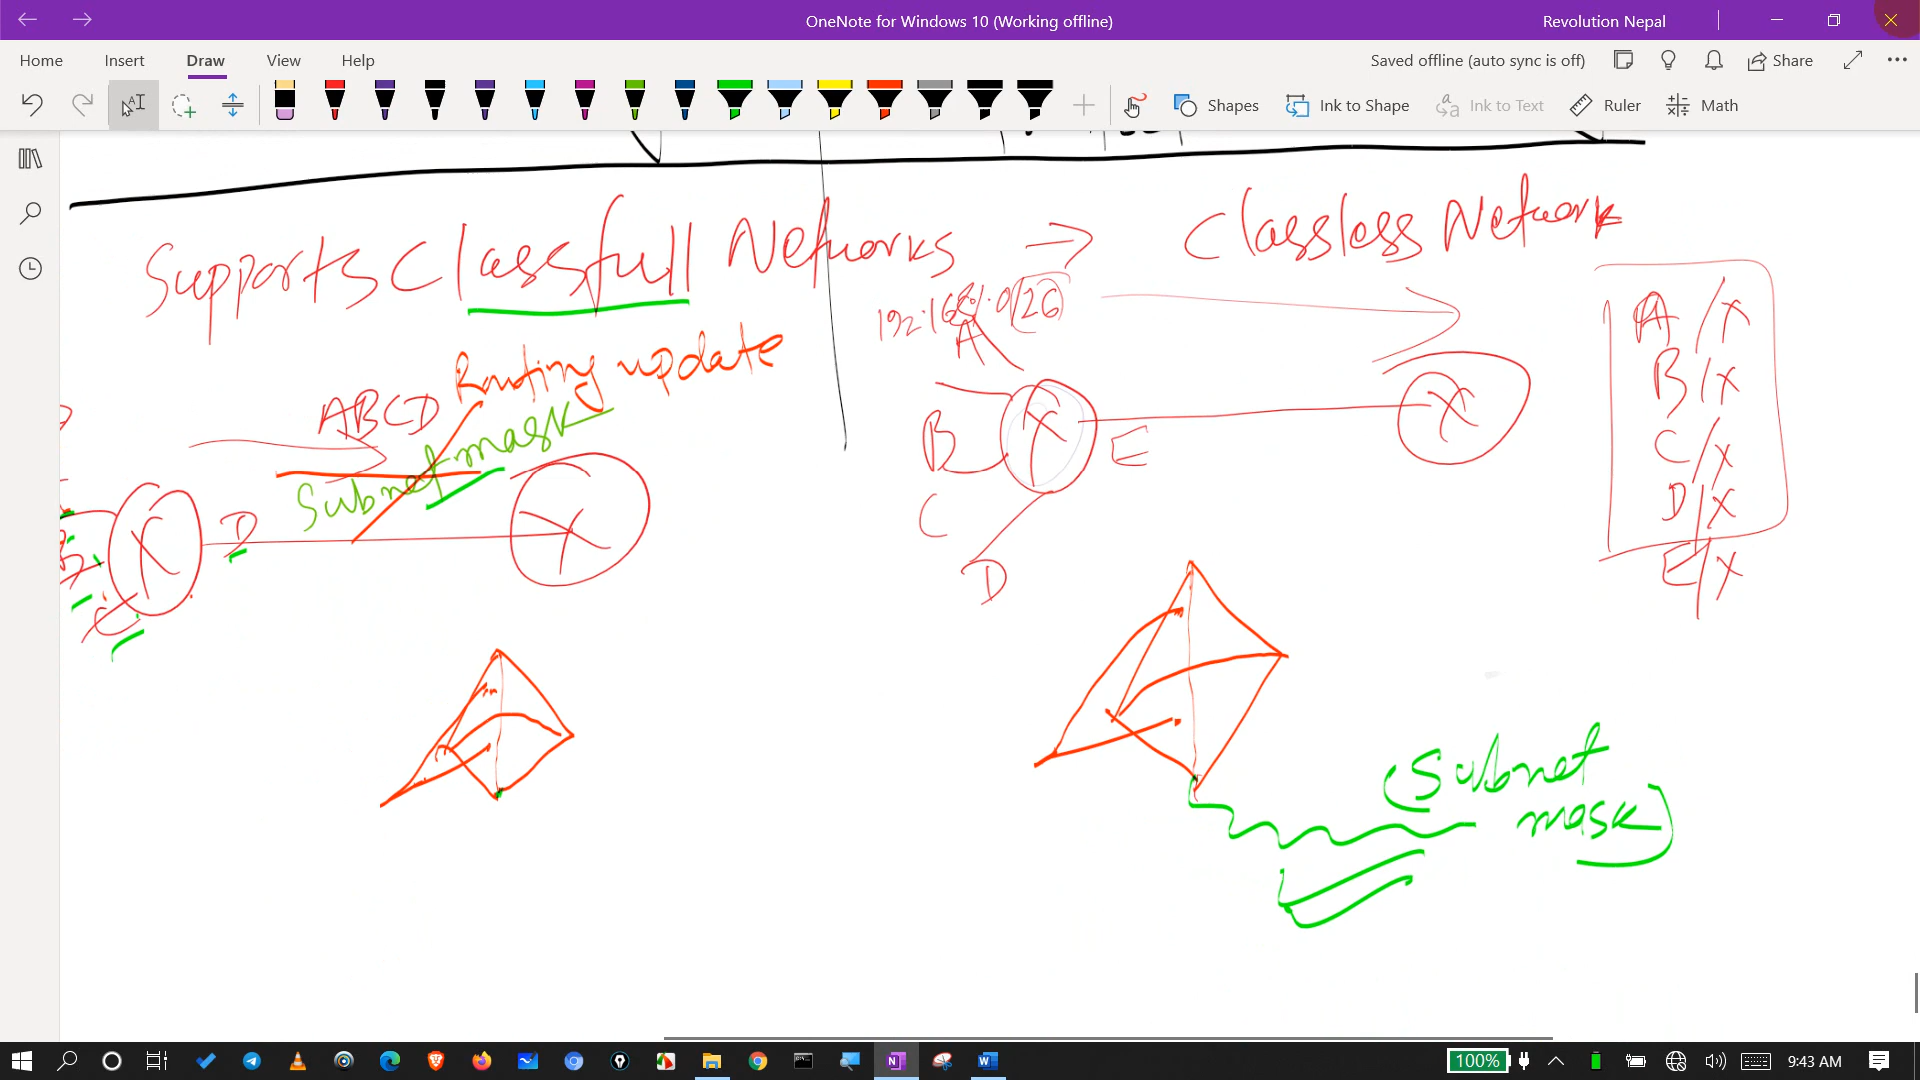 OneNote for Windows 10 (Working offline)
Revolution Nepal
Home Insert Draw View Help
Saved offline (auto sync is off)
Share
Shapes
Ink to Shape
Ink to Text
Ruler
Math
Supports Classfull Networks → Classless Network
192.168.
26
A
Routing update
ABCD
Subnet mask
B
E
C
D
D
C
X
X
X
X
A/X
B/X
C/X
D/X
E/X
(Subnet
mask)
100%
9:43 AM